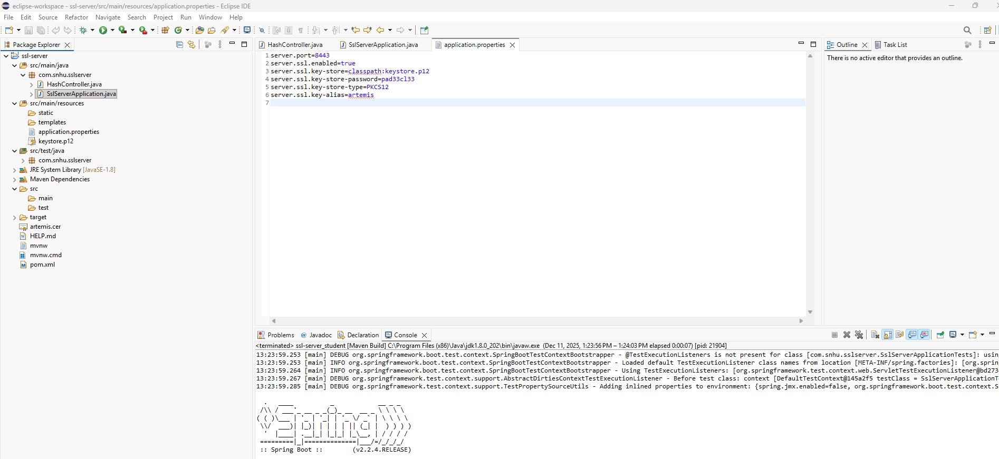 eclipse-workspace - ssl-server/src/main/resources/application.properties - Eclipse IDE
File Edit Source Refactor Navigate Search Project Run Window Help
Package Explorer
ssl-server
src/main/java
com.snhu.sslserver
HashController.java
SslServerApplication.java
src/main/resources
static
templates
application.properties
keystore.p12
src/test/java
com.snhu.sslserver
JRE System Library [JavaSE-1.8]
Maven Dependencies
src
main
test
target
artemis.cer
HELP.md
mvnw
mvnw.cmd
pom.xml
HashController.java SslServerApplication.java application.properties
1 server.port=8443
2 server.ssl.enabled=true
3 server.ssl.key-store=classpath:keystore.p12
4 server.ssl.key-store-password=pad33cl33
5 server.ssl.key-store-type=PKCS12
6 server.ssl.key-alias=artemis
7
Outline Task List
There is no active editor that provides an outline.
Problems Javadoc Declaration Console
<terminated> ssl-server_student [Maven Build] C:\Program Files (x86)\Java\jdk1.8.0_202\bin\javaw.exe (Dec 11, 2025, 1:23:56 PM – 1:24:03 PM elapsed 0:00:07) [pid: 21904]
13:23:59.253 [main] DEBUG org.springframework.boot.test.context.SpringBootTestContextBootstrapper - @TestExecutionListeners is not present for class [com.snhu.sslserver.SslServerApplicationTests]: usin
13:23:59.253 [main] INFO org.springframework.boot.test.context.SpringBootTestContextBootstrapper - Loaded default TestExecutionListener class names from location [META-INF/spring.factories]: [org.sprin
13:23:59.264 [main] INFO org.springframework.boot.test.context.SpringBootTestContextBootstrapper - Using TestExecutionListeners: [org.springframework.test.context.web.ServletTestExecutionListener@bd273
13:23:59.267 [main] DEBUG org.springframework.test.context.support.AbstractDirtiesContextTestExecutionListener - Before test class: context [DefaultTestContext@145a2f5 testClass = SslServerApplicationT
13:23:59.285 [main] DEBUG org.springframework.test.context.support.TestPropertySourceUtils - Adding inlined properties to environment: {spring.jmx.enabled=false, org.springframework.boot.test.context.S
  .   ____          _            __ _ _
 /\\ / ___'_ __ _ _(_)_ __  __ _ \ \ \ \
( ( )\___ | '_ | '_| | '_ \/ _` | \ \ \ \
 \\/  ___)| |_)| | | | | || (_| |  ) ) ) )
  '  |____| .__|_| |_|_| |_\__, | / / / /
 =========|_|==============|___/=/_/_/_/
 :: Spring Boot ::        (v2.2.4.RELEASE)